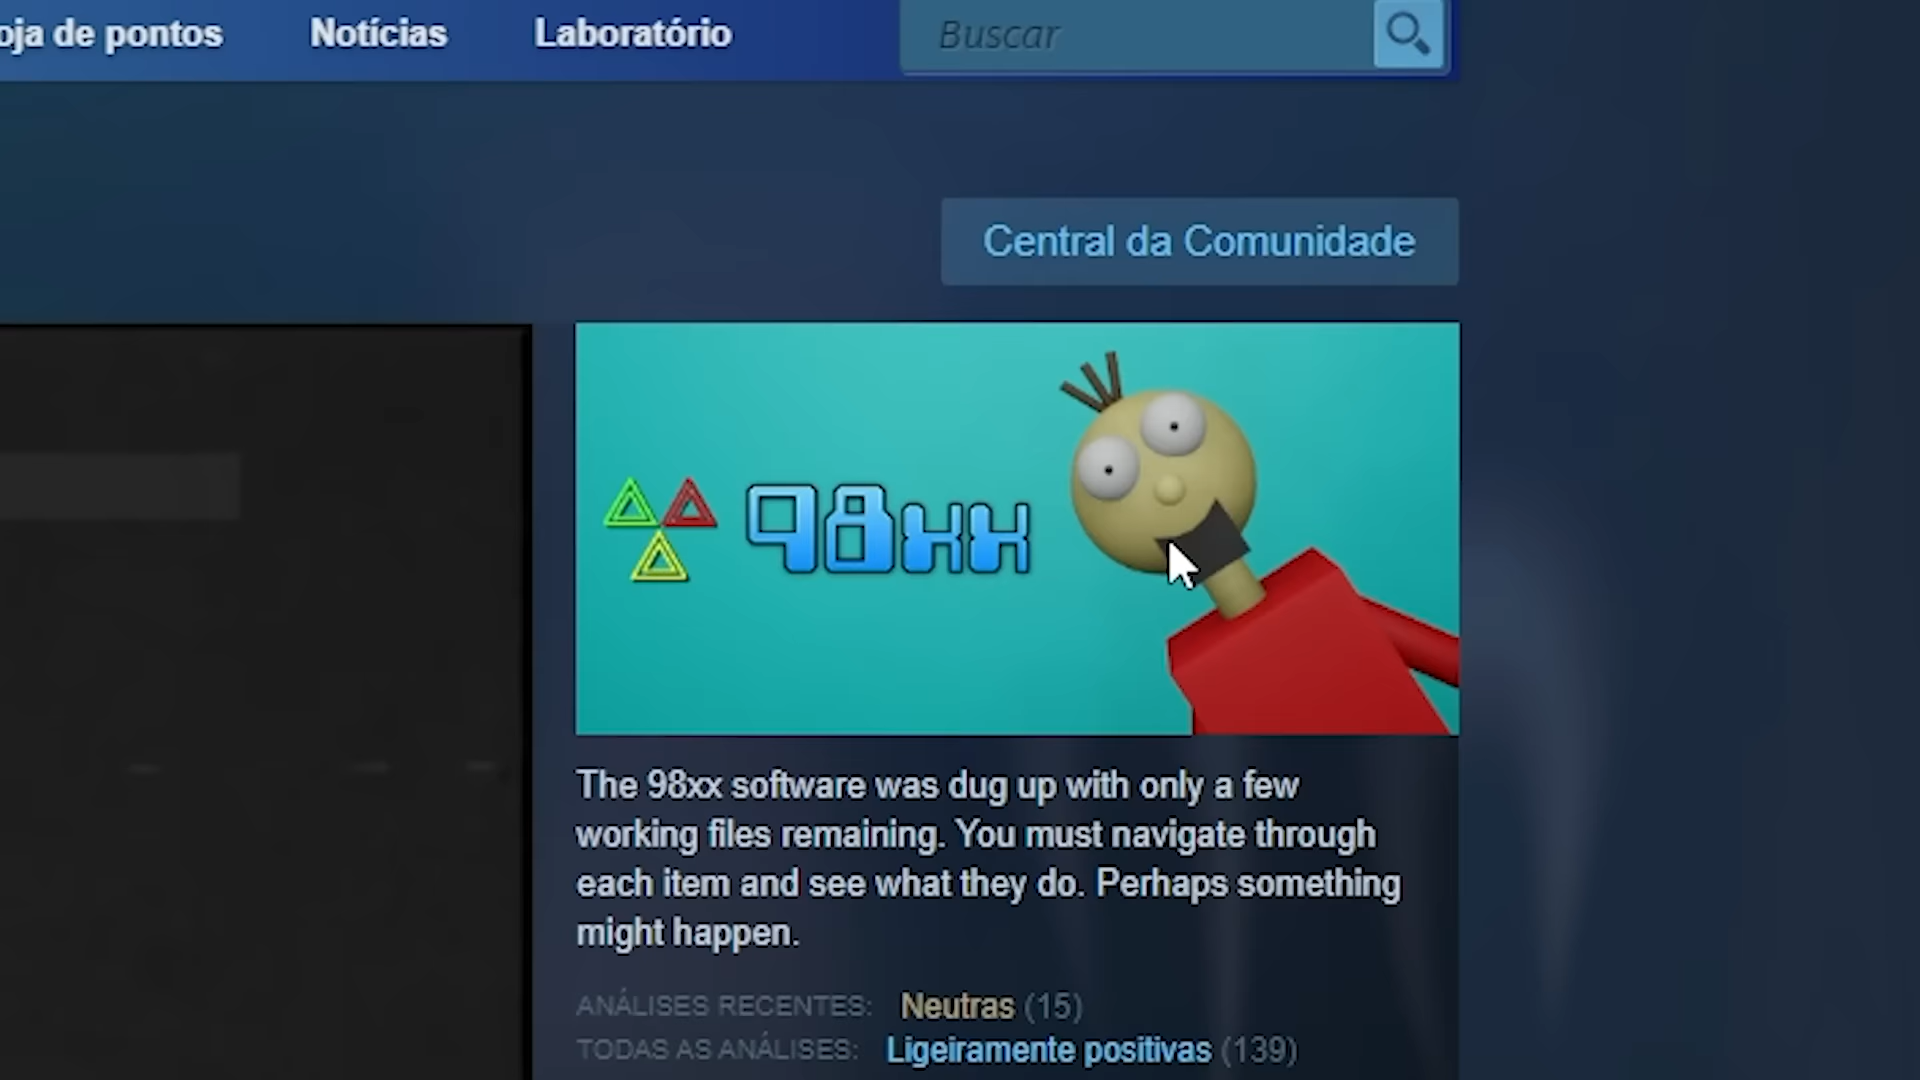 oja de pontos
Notícias
Laboratório
Buscar
Central da Comunidade
98xx
The 98xx software was dug up with only a few
working files remaining. You must navigate through
each item and see what they do. Perhaps something
might happen.
ANÁLISES RECENTES: Neutras (15)
TODAS AS ANÁLISES: Ligeiramente positivas (139)